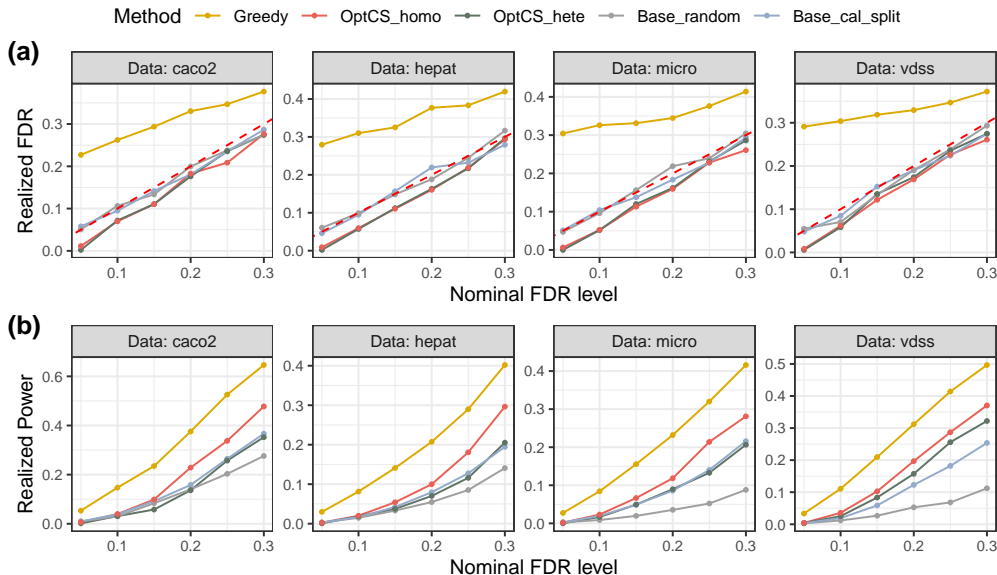 Method Greedy OptCS_homo OptCS_hete Base_random Base_cal_split
(a)
Data: caco2 Data: hepat Data: micro Data: vdss
Realized FDR
0.3 0.2 0.1 0.0
0.4 0.3 0.2 0.1 0.0
0.4 0.3 0.2 0.1 0.0
0.3 0.2 0.1 0.0
0.1 0.2 0.3 0.1 0.2 0.3 0.1 0.2 0.3 0.1 0.2 0.3
Nominal FDR level
(b)
Data: caco2 Data: hepat Data: micro Data: vdss
Realized Power
0.6 0.4 0.2 0.0
0.4 0.3 0.2 0.1 0.0
0.4 0.3 0.2 0.1 0.0
0.5 0.4 0.3 0.2 0.1 0.0
0.1 0.2 0.3 0.1 0.2 0.3 0.1 0.2 0.3 0.1 0.2 0.3
Nominal FDR level